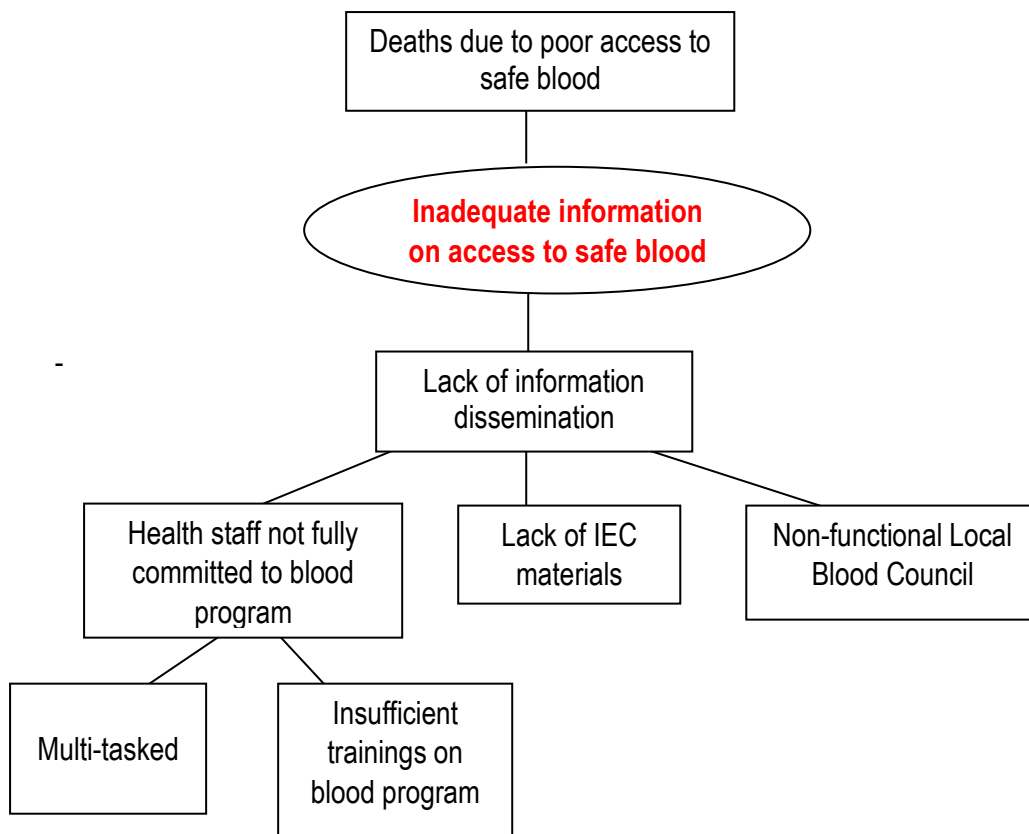 Deaths due to poor access to
safe blood
Inadequate information
on access to safe blood
-
Lack of information
dissemination
Health staff not fully
committed to blood
program
Lack of IEC
materials
Non-functional Local
Blood Council
Multi-tasked
Insufficient
trainings on
blood program